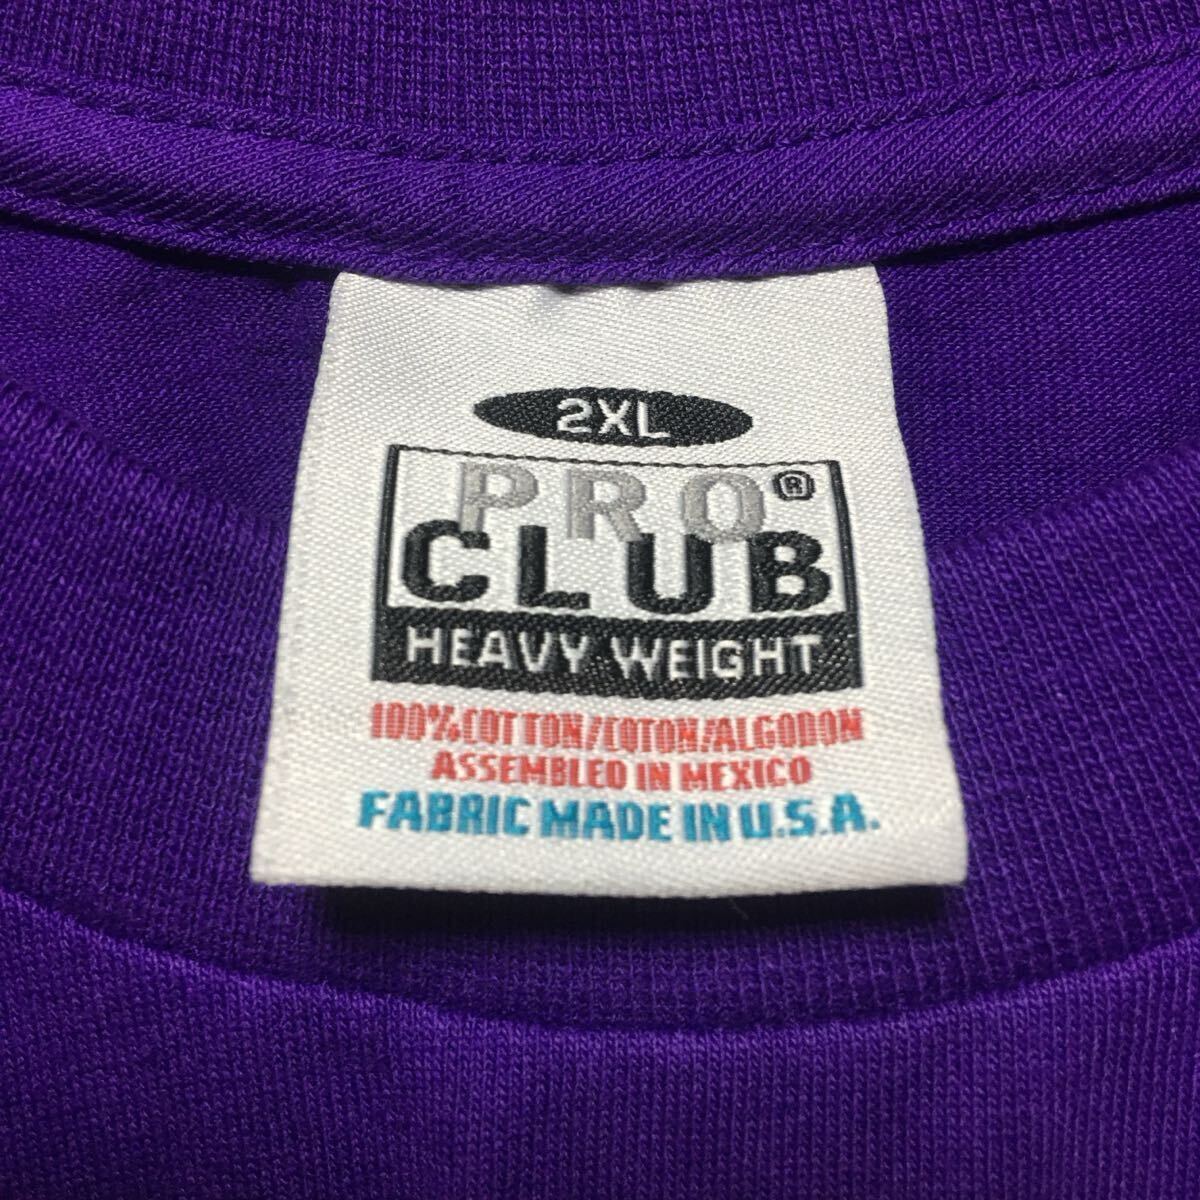 2XL
PRO®
CLUB
HEAVY WEIGHT
100%COTTON/COTON/ALGODON
ASSEMBLED IN MEXICO
FABRIC MADE IN U.S.A.